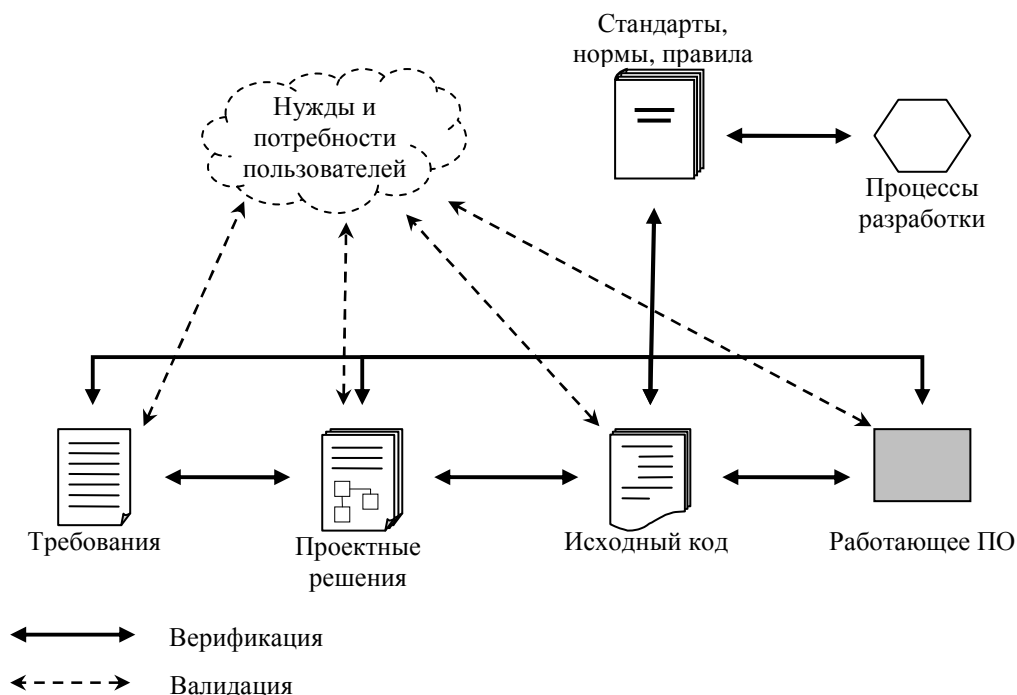 Стандарты,
нормы, правила
Нужды и
потребности
пользователей
Процессы
разработки
Требования
Проектные
решения
Исходный код
Работающее ПО
Верификация
Валидация